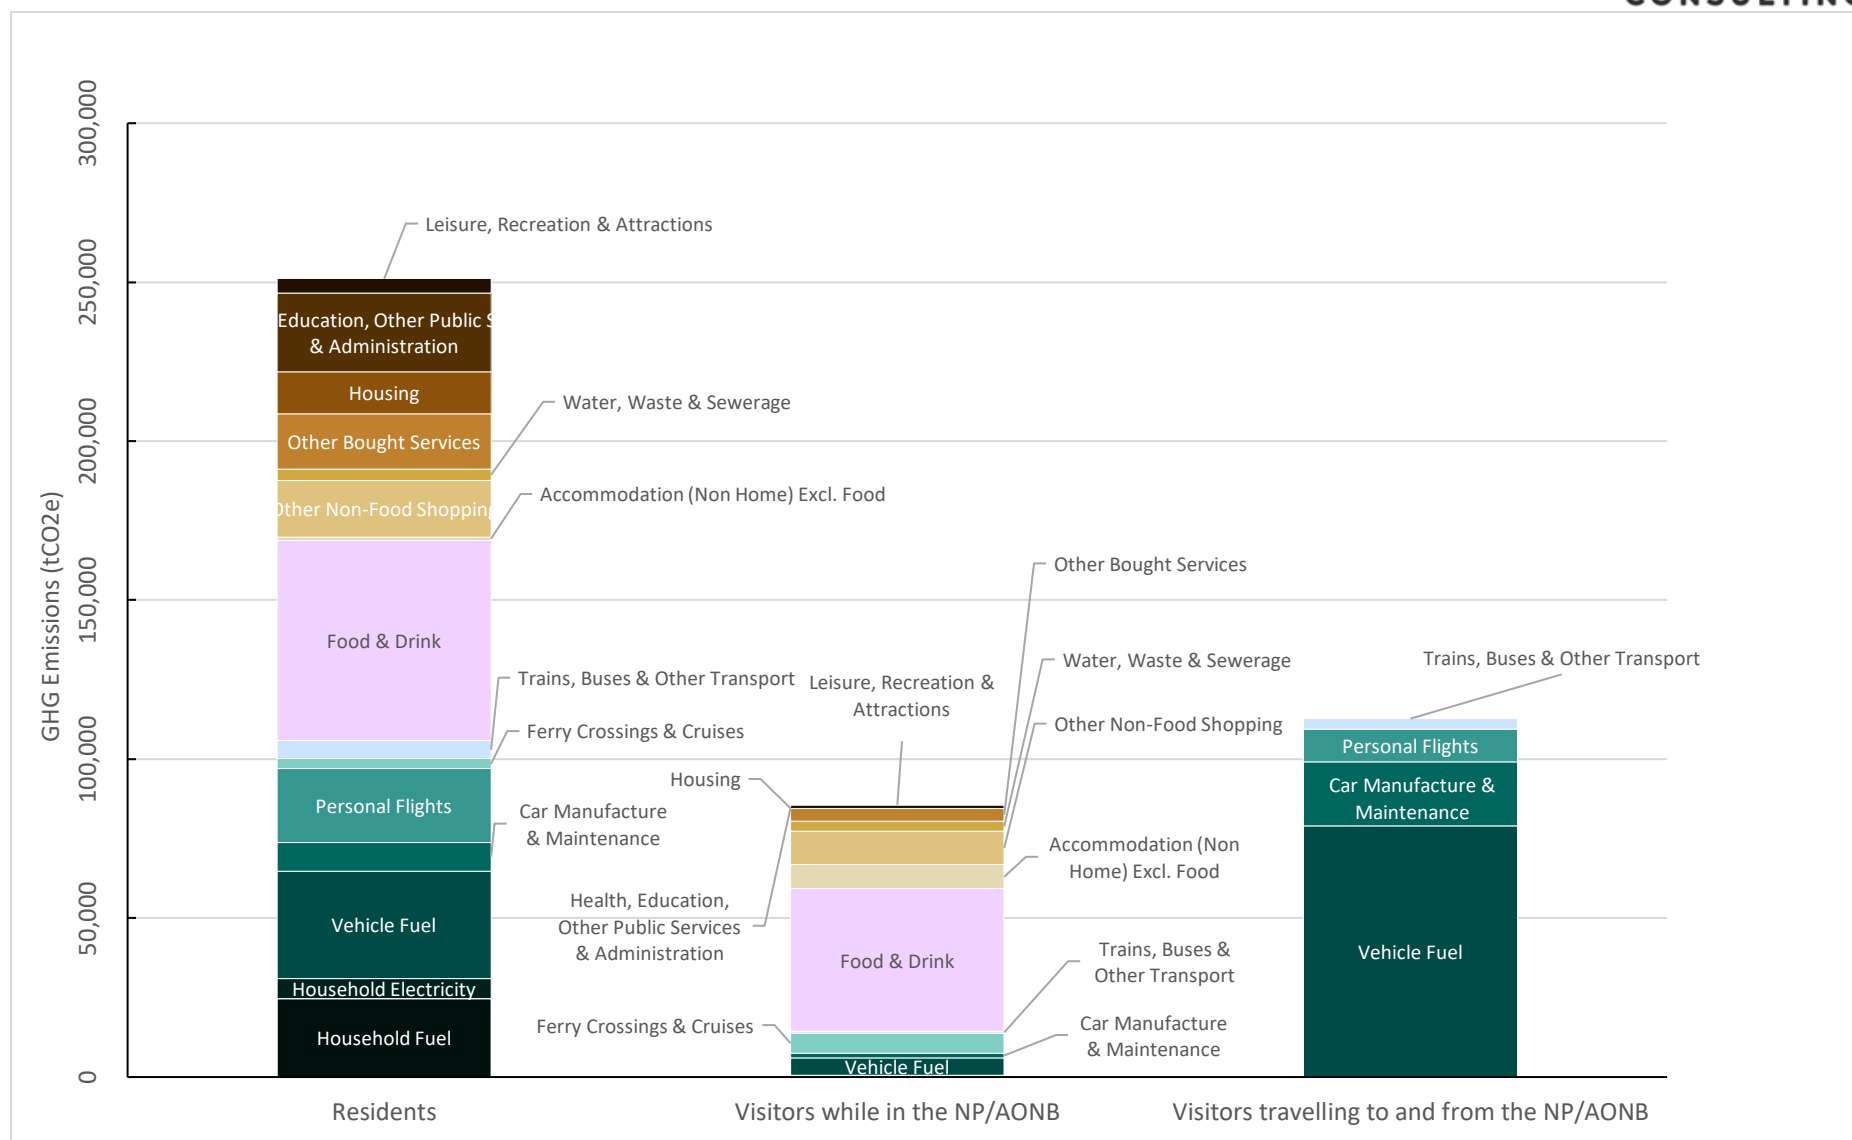 CONSULTING
300,000
250,000
200,000
150,000
100,000
50,000
0
GHG Emissions (tCO2e)
Leisure, Recreation & Attractions
Education, Other Public S
& Administration
Housing
Other Bought Services
Water, Waste & Sewerage
Other Non-Food Shopping
Accommodation (Non Home) Excl. Food
Food & Drink
Trains, Buses & Other Transport
Ferry Crossings & Cruises
Personal Flights
Car Manufacture
& Maintenance
Vehicle Fuel
Household Electricity
Household Fuel
Other Bought Services
Water, Waste & Sewerage
Leisure, Recreation &
Attractions
Other Non-Food Shopping
Housing
Accommodation (Non
Home) Excl. Food
Health, Education,
Other Public Services
& Administration
Food & Drink
Trains, Buses &
Other Transport
Ferry Crossings & Cruises
Car Manufacture
& Maintenance
Vehicle Fuel
Trains, Buses & Other Transport
Personal Flights
Car Manufacture &
Maintenance
Vehicle Fuel
Residents
Visitors while in the NP/AONB
Visitors travelling to and from the NP/AONB